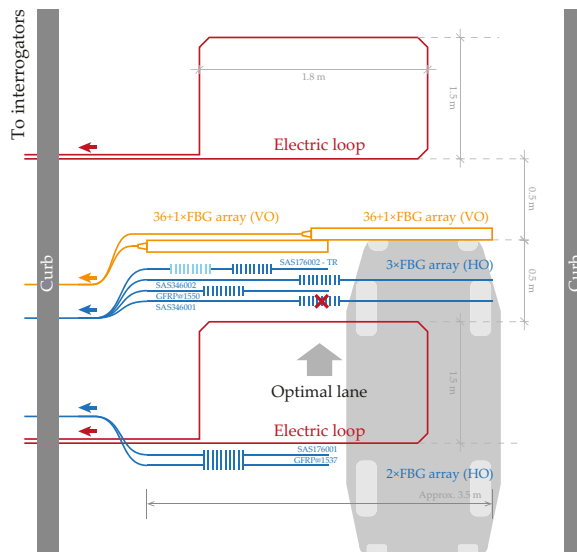 To interrogators
1.8 m
1.5 m
Electric loop
0.5 m
36+1×FBG array (VO)
36+1×FBG array (VO)
SAS176002 - TR
3×FBG array (HO)
Curb
Curb
SAS346002
GFRP@1550
SAS346001
0.5 m
1.5 m
Optimal lane
Electric loop
SAS176001
GFRP@1537
2×FBG array (HO)
Approx. 3.5 m